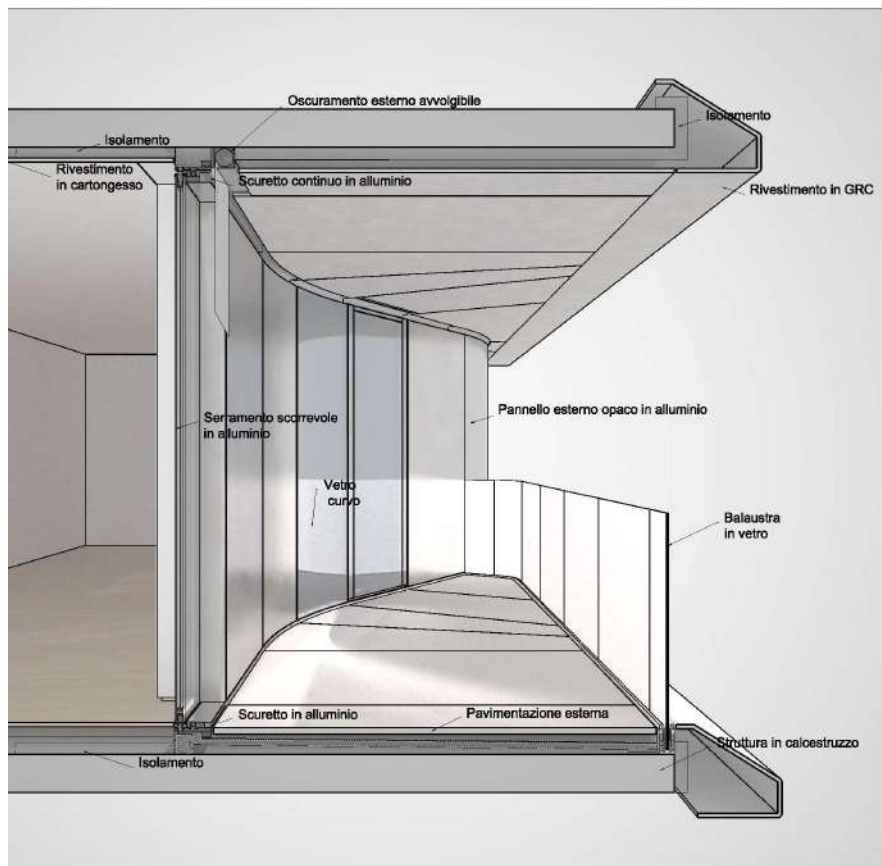 Oscuramento esterno avvolgibile
Isolamento
Isolamento
Rivestimento
in cartongesso
Scuretto continuo in alluminio
Rivestimento in GRC
Pannello esterno opaco in alluminio
Serramento scorrevole
in alluminio
Vetro
curvo
Balaustra
in vetro
Scuretto in alluminio
Pavimentazione esterna
Struttura in calcestruzzo
Isolamento